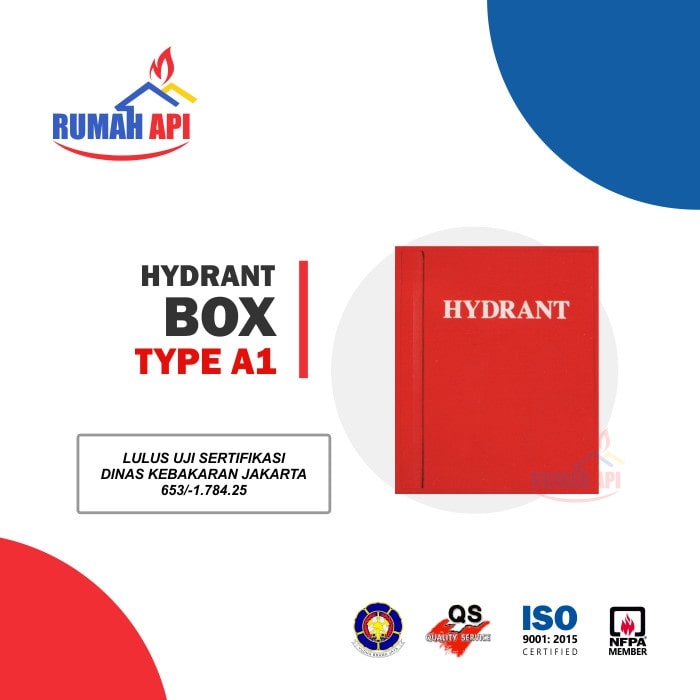 RUMAH API
HYDRANT
BOX
TYPE A1
HYDRANT
RUMAH API
LULUS UJI SERTIFIKASI
DINAS KEBAKARAN JAKARTA
653/-1.784.25
QS
QUALITY SERVICE
ISO
9001: 2015
CERTIFIED
NFPA
MEMBER